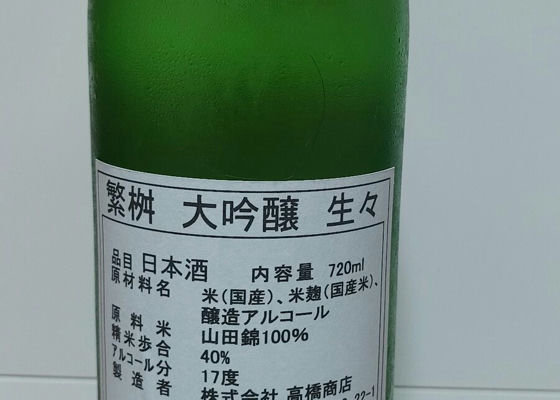 繁桝 大吟醸 生々
品目 日本酒 内容量 720ml
原材料名 米(国産)、米麹(国産米)、
醸造アルコール
原料米 山田錦100%
精米歩合 40%
アルコール分 17度
製造者 株式会社 高橋商店
22-1